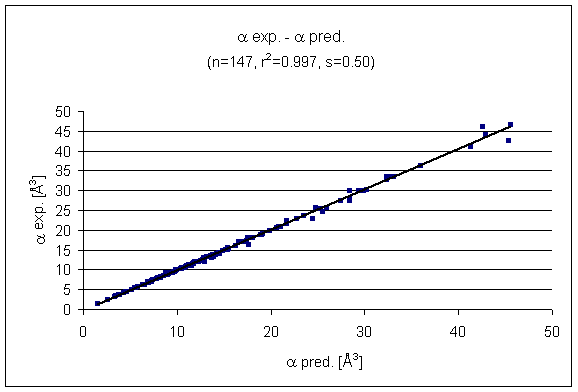 α exp. - α pred.
(n=147, r²=0.997, s=0.50)
50
45
40
35
30
25
20
15
10
5
0
α exp. [Å³]
0 10 20 30 40 50
α pred. [Å³]